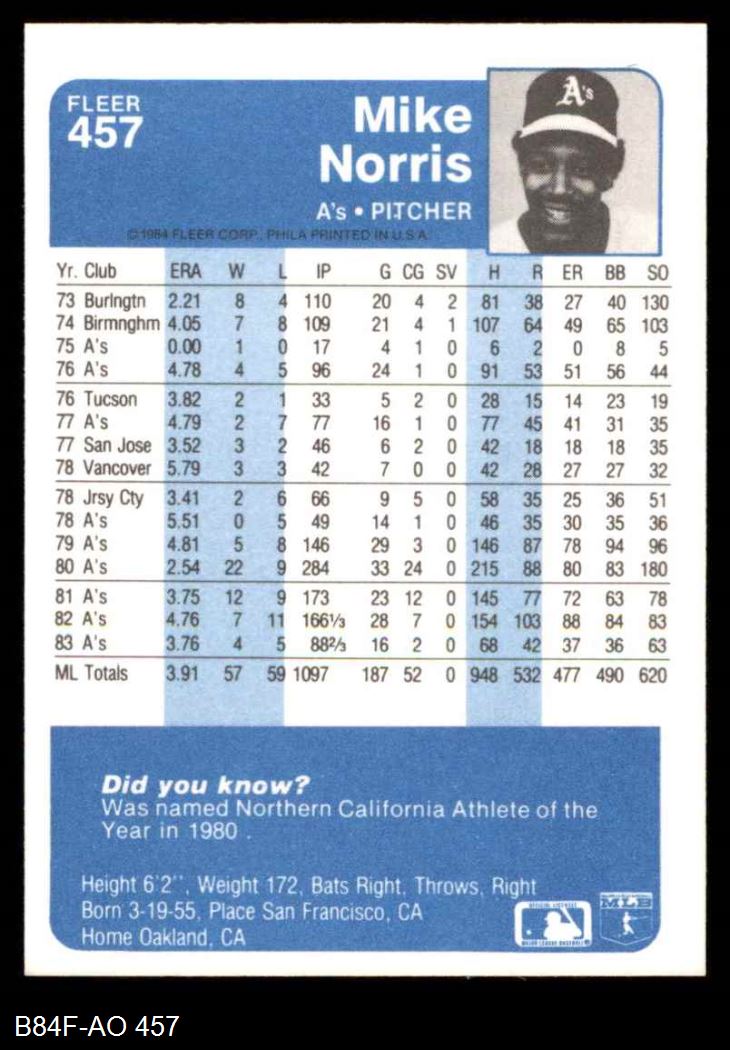 FLEER
457
Mike
Norris
A's • PITCHER
A's
©1984 FLEER CORP., PHILA PRINTED IN U.S.A.
Yr. Club ERA W L IP G CG SV H R ER BB SO
73 Burlngtn 2.21 8 4 110 20 4 2 81 38 27 40 130
74 Birmnghm 4.05 7 8 109 21 4 1 107 64 49 65 103
75 A's 0.00 1 0 17 4 1 0 6 2 0 8 5
76 A's 4.78 4 5 96 24 1 0 91 53 51 56 44
76 Tucson 3.82 2 1 33 5 2 0 28 15 14 23 19
77 A's 4.79 2 7 77 16 1 0 77 45 41 31 35
77 San Jose 3.52 3 2 46 6 2 0 42 18 18 18 35
78 Vancover 5.79 3 3 42 7 0 0 42 28 27 27 32
78 Jrsy Cty 3.41 2 6 66 9 5 0 58 35 25 36 51
78 A's 5.51 0 5 49 14 1 0 46 35 30 35 36
79 A's 4.81 5 8 146 29 3 0 146 87 78 94 96
80 A's 2.54 22 9 284 33 24 0 215 88 80 83 180
81 A's 3.75 12 9 173 23 12 0 145 77 72 63 78
82 A's 4.76 7 11 166⅓ 28 7 0 154 103 88 84 83
83 A's 3.76 4 5 88⅔ 16 2 0 68 42 37 36 63
ML Totals 3.91 57 59 1097 187 52 0 948 532 477 490 620
Did you know?
Was named Northern California Athlete of the
Year in 1980 .
Height 6'2'', Weight 172, Bats Right, Throws, Right
Born 3-19-55, Place San Francisco, CA
Home Oakland, CA
MLB
B84F-AO 457